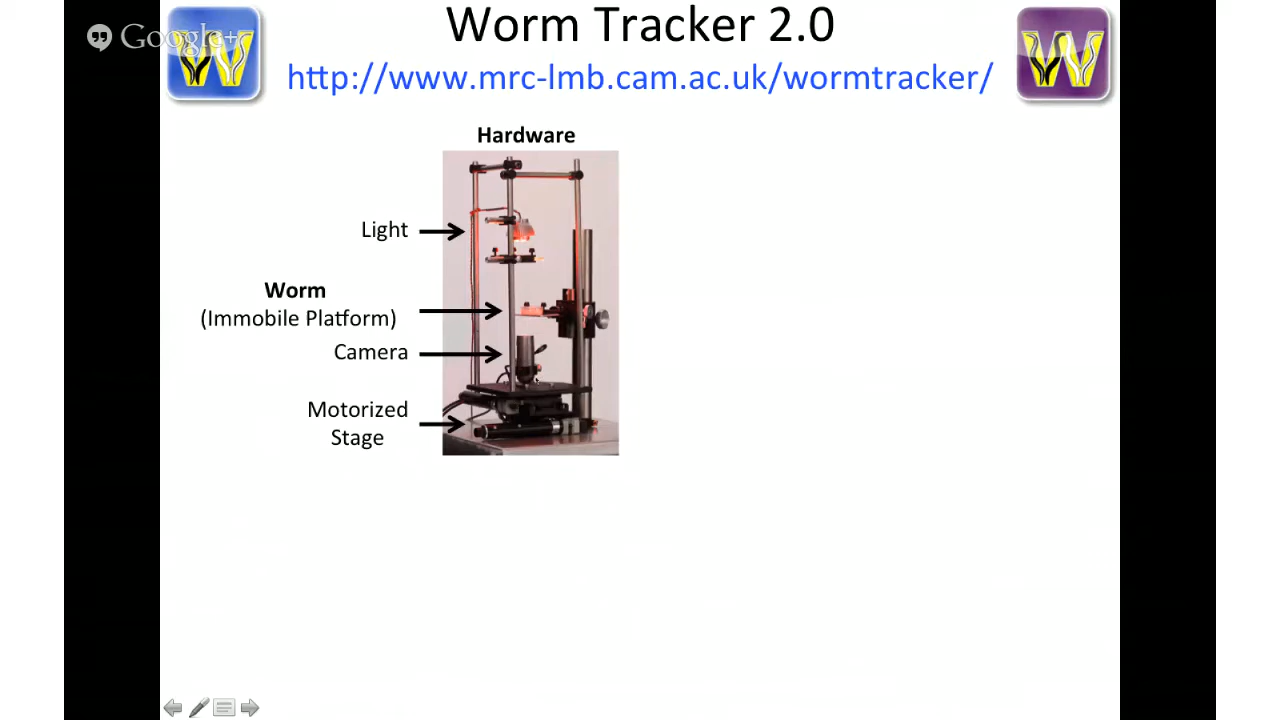 Google+
Worm Tracker 2.0
http://www.mrc-lmb.cam.ac.uk/wormtracker/
Hardware
Light
Worm
(Immobile Platform)
Camera
Motorized
Stage